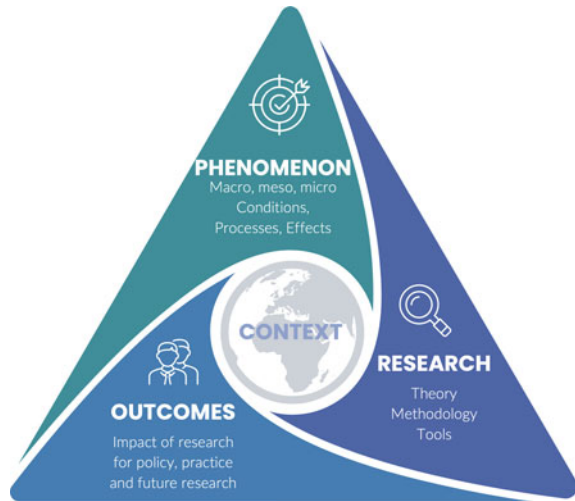 PHENOMENON
Macro, meso, micro
Conditions,
Processes, Effects
CONTEXT
RESEARCH
Theory
Methodology
Tools
OUTCOMES
Impact of research
for policy, practice
and future research